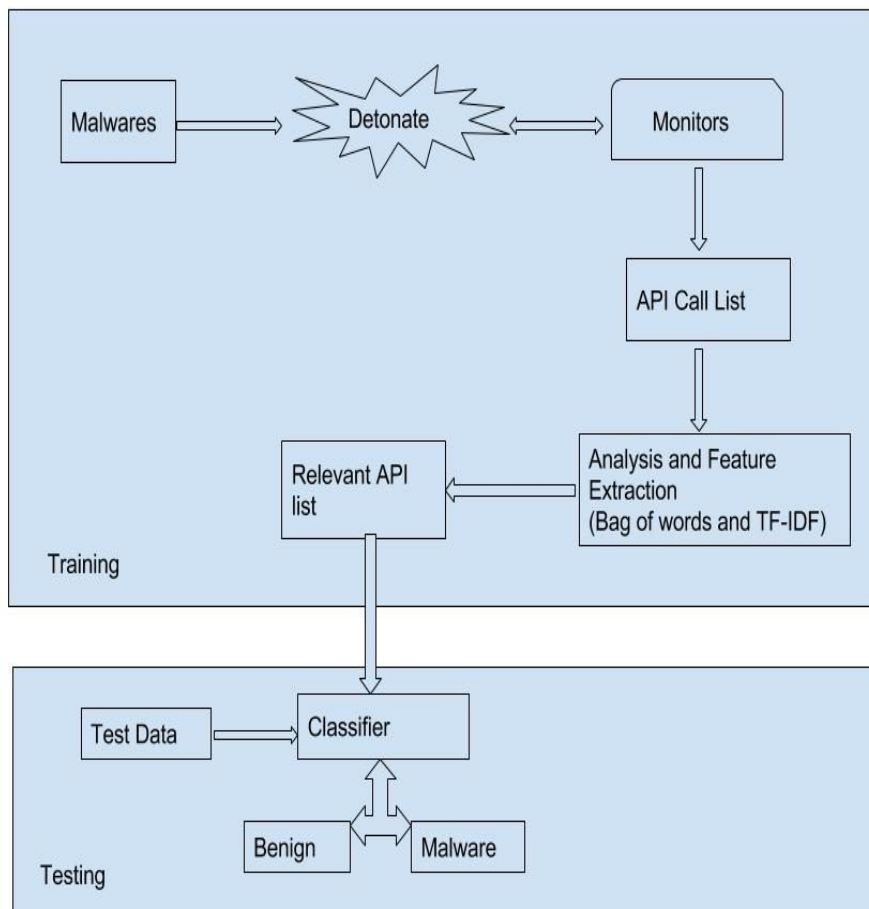 Malwares
Detonate
Monitors
API Call List
Analysis and Feature
Extraction
(Bag of words and TF-IDF)
Relevant API
list
Training
Test Data
Classifier
Benign
Malware
Testing